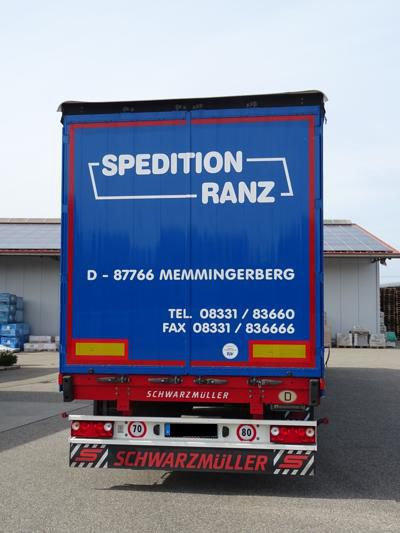 SPEDITION
RANZ
D - 87766 MEMMINGERBERG
TEL. 08331 / 83660
FAX 08331 / 836666
SCHWARZMÜLLER
D
70
80
SCHWARZMÜLLER